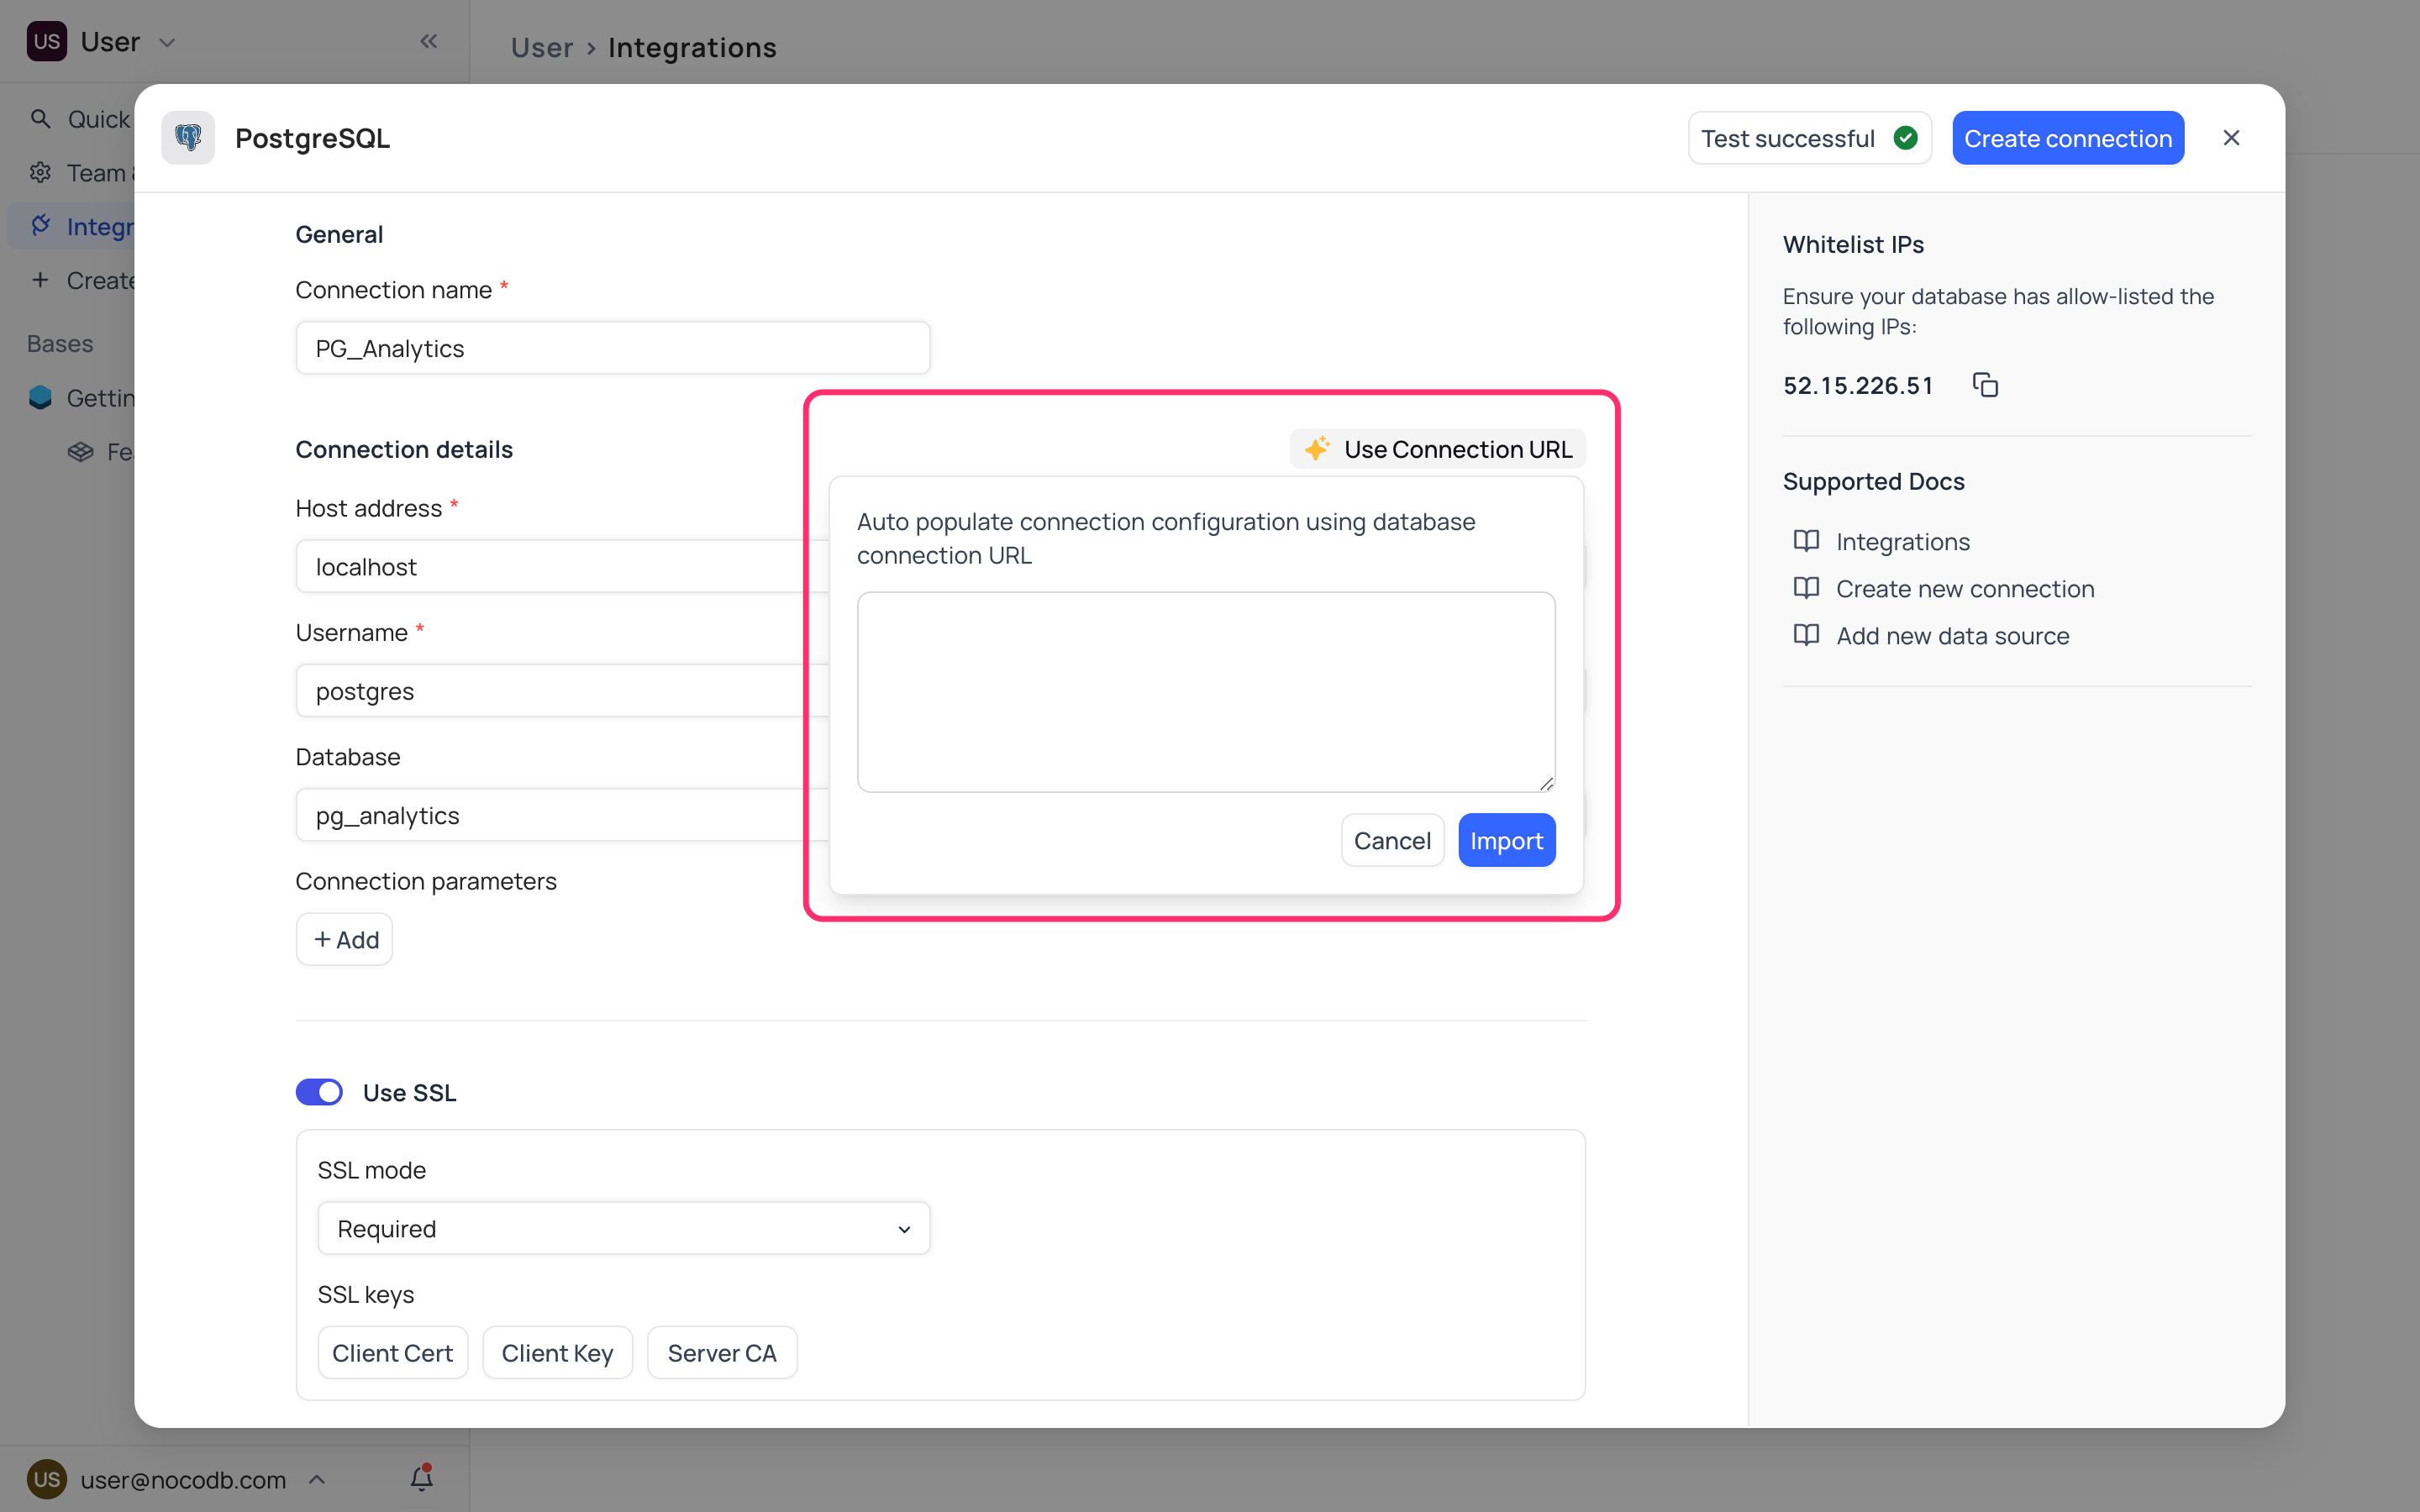 US User
User › Integrations
Quick
Team
Integr
Create
Bases
Gettin
Fe
PostgreSQL
Test successful
Create connection
General
Connection name *
PG_Analytics
Connection details
Use Connection URL
Host address *
localhost
Username *
postgres
Database
pg_analytics
Connection parameters
+ Add
Auto populate connection configuration using database
connection URL
Cancel
Import
Use SSL
SSL mode
Required
SSL keys
Client Cert
Client Key
Server CA
Whitelist IPs
Ensure your database has allow-listed the
following IPs:
52.15.226.51
Supported Docs
Integrations
Create new connection
Add new data source
US user@nocodb.com